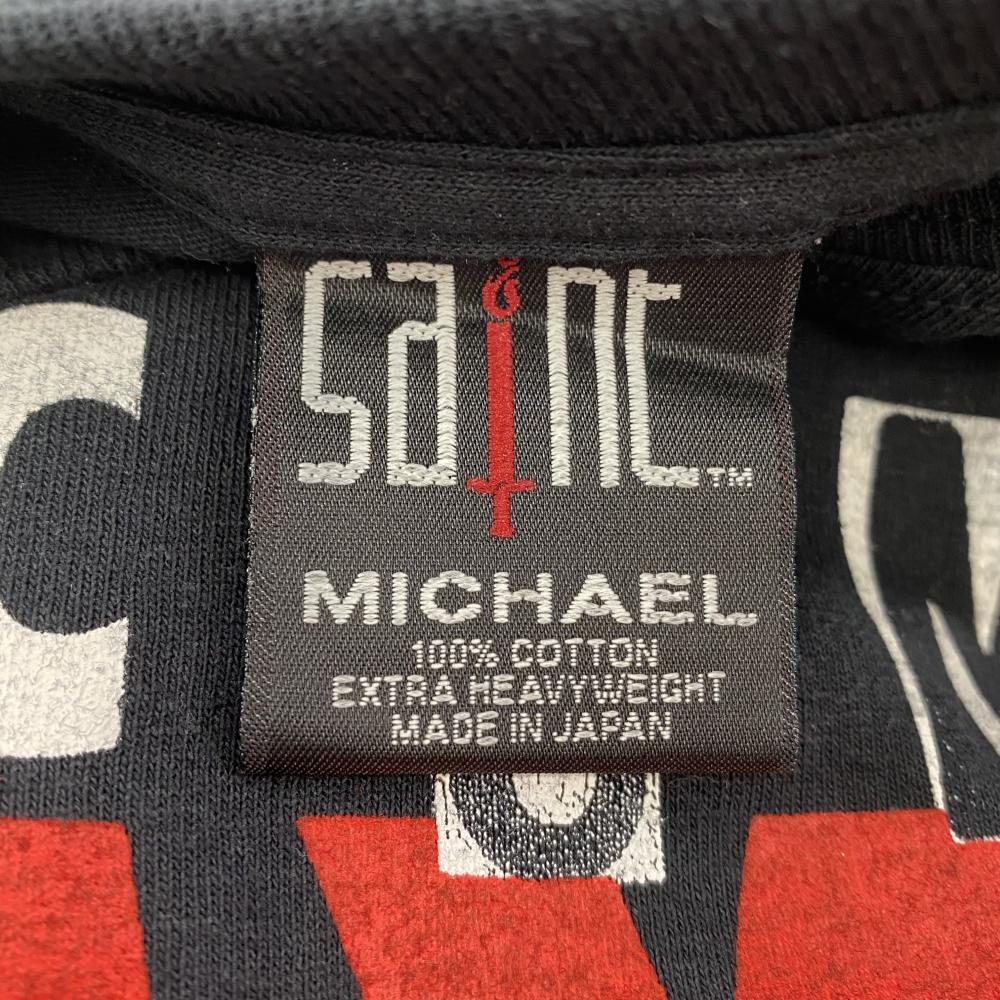 saint™
MICHAEL
100% COTTON
EXTRA HEAVYWEIGHT
MADE IN JAPAN